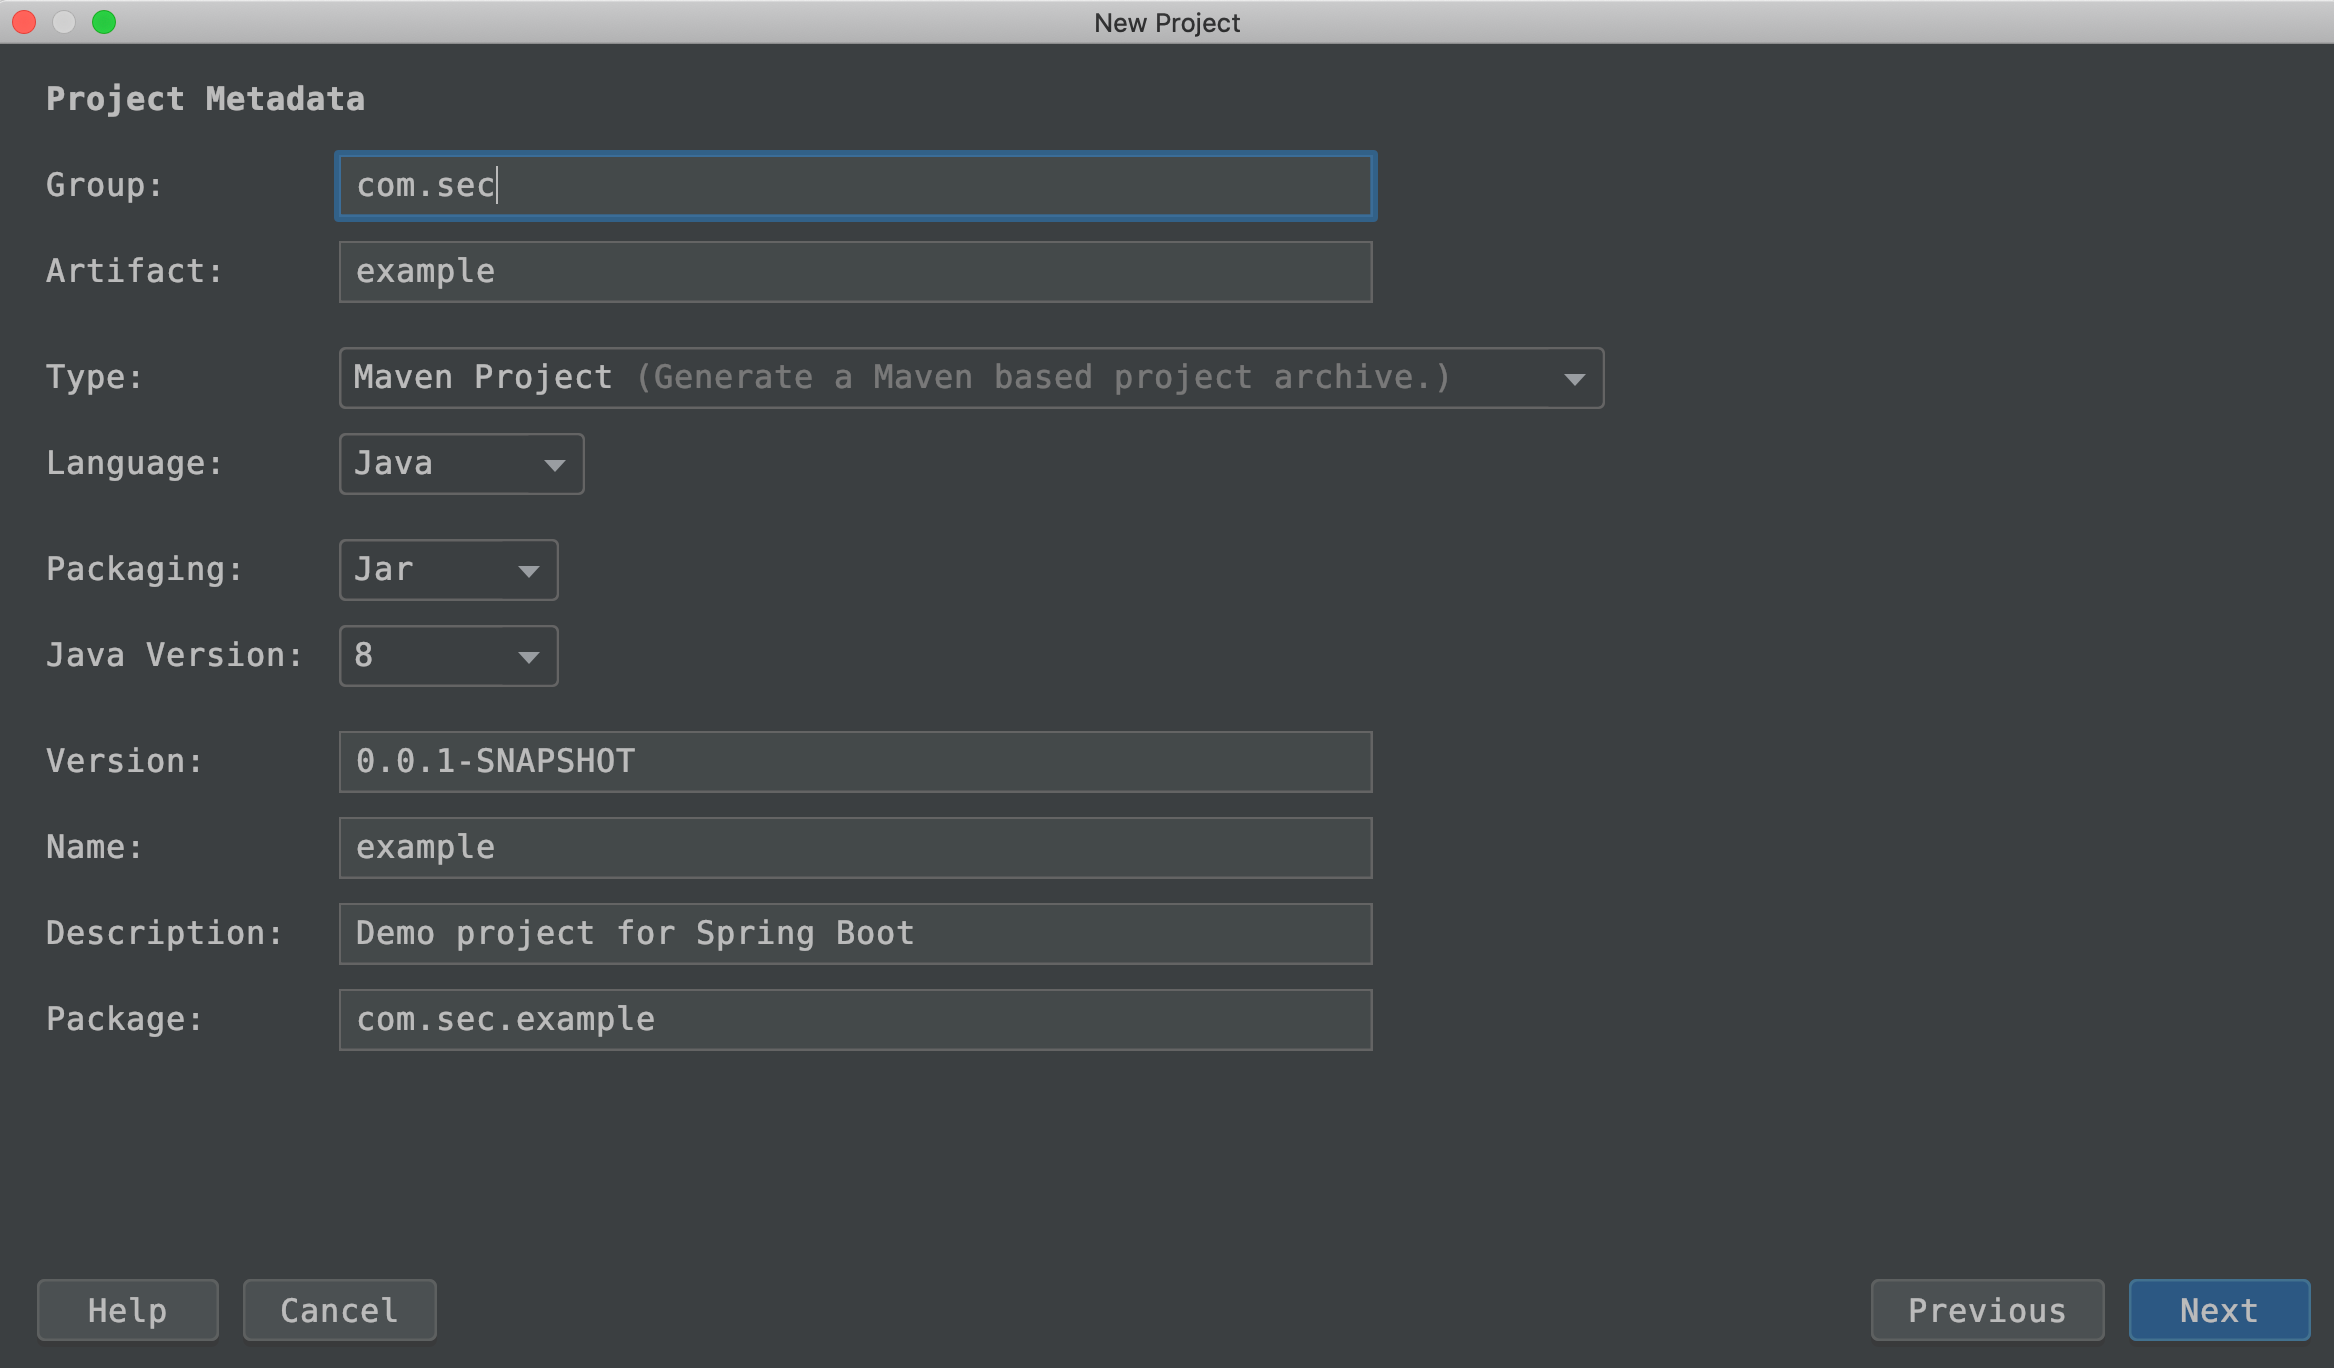 New Project
Project Metadata
Group: com.sec
Artifact: example
Type: Maven Project (Generate a Maven based project archive.)
Language: Java
Packaging: Jar
Java Version: 8
Version: 0.0.1-SNAPSHOT
Name: example
Description: Demo project for Spring Boot
Package: com.sec.example
Help Cancel Previous Next